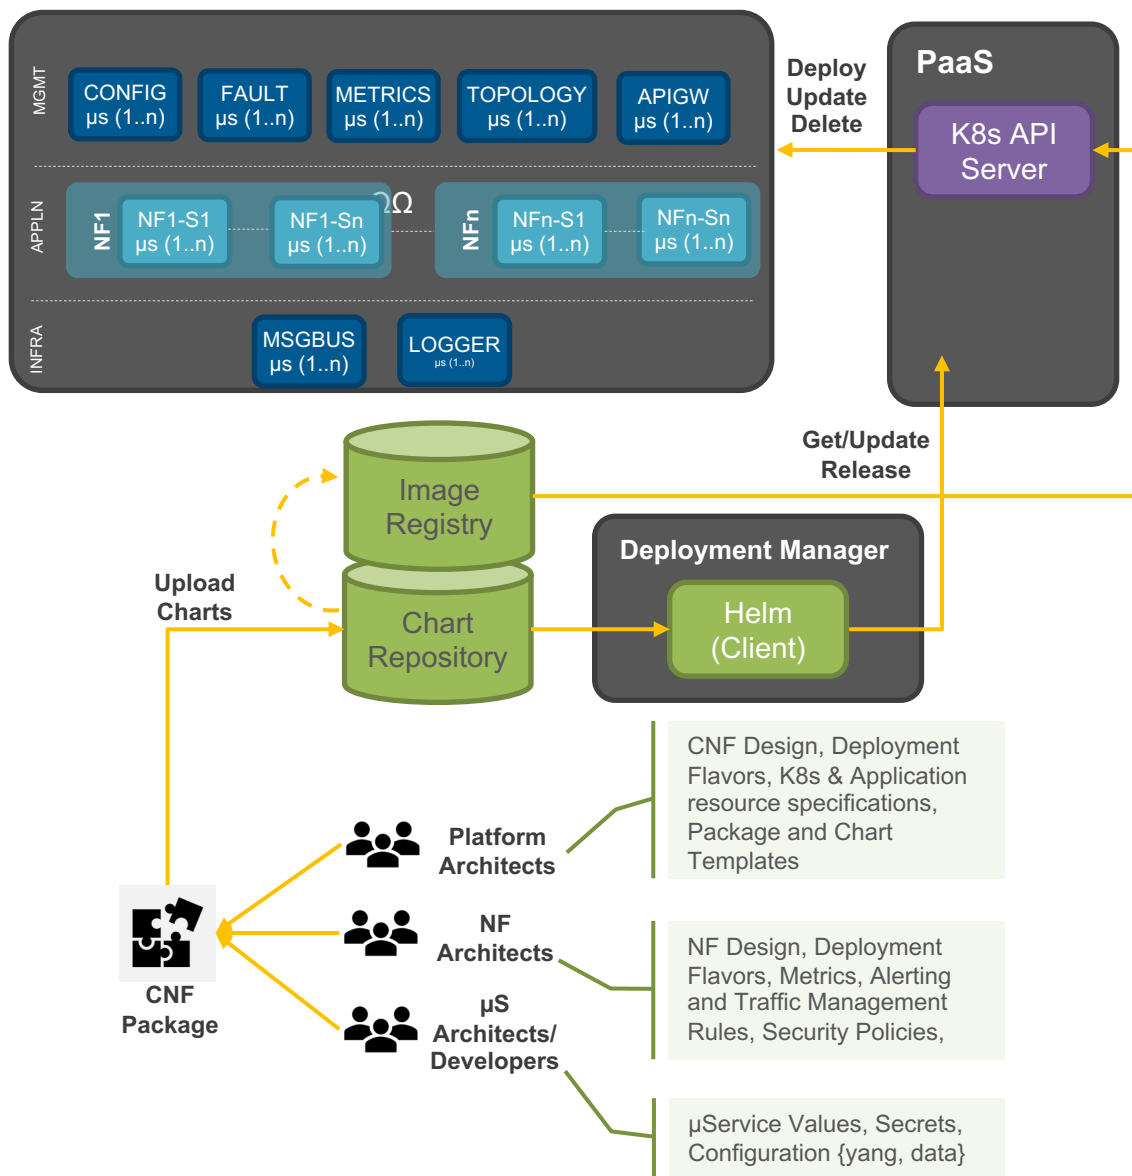 MGMT
CONFIG
µs (1..n)
FAULT
µs (1..n)
METRICS
µs (1..n)
TOPOLOGY
µs (1..n)
APIGW
µs (1..n)
APPLN
NF1
NF1-S1
µs (1..n)
NF1-Sn
µs (1..n)
ΩΩ
NFn
NFn-S1
µs (1..n)
NFn-Sn
µs (1..n)
INFRA
MSGBUS
µs (1..n)
LOGGER
µs (1..n)
Deploy
Update
Delete
PaaS
K8s API
Server
Get/Update
Release
Image
Registry
Upload
Charts
Chart
Repository
Deployment Manager
Helm
(Client)
CNF Design, Deployment
Flavors, K8s & Application
resource specifications,
Package and Chart
Templates
Platform
Architects
NF
Architects
NF Design, Deployment
Flavors, Metrics, Alerting
and Traffic Management
Rules, Security Policies,
CNF
Package
µS
Architects/
Developers
µService Values, Secrets,
Configuration {yang, data}